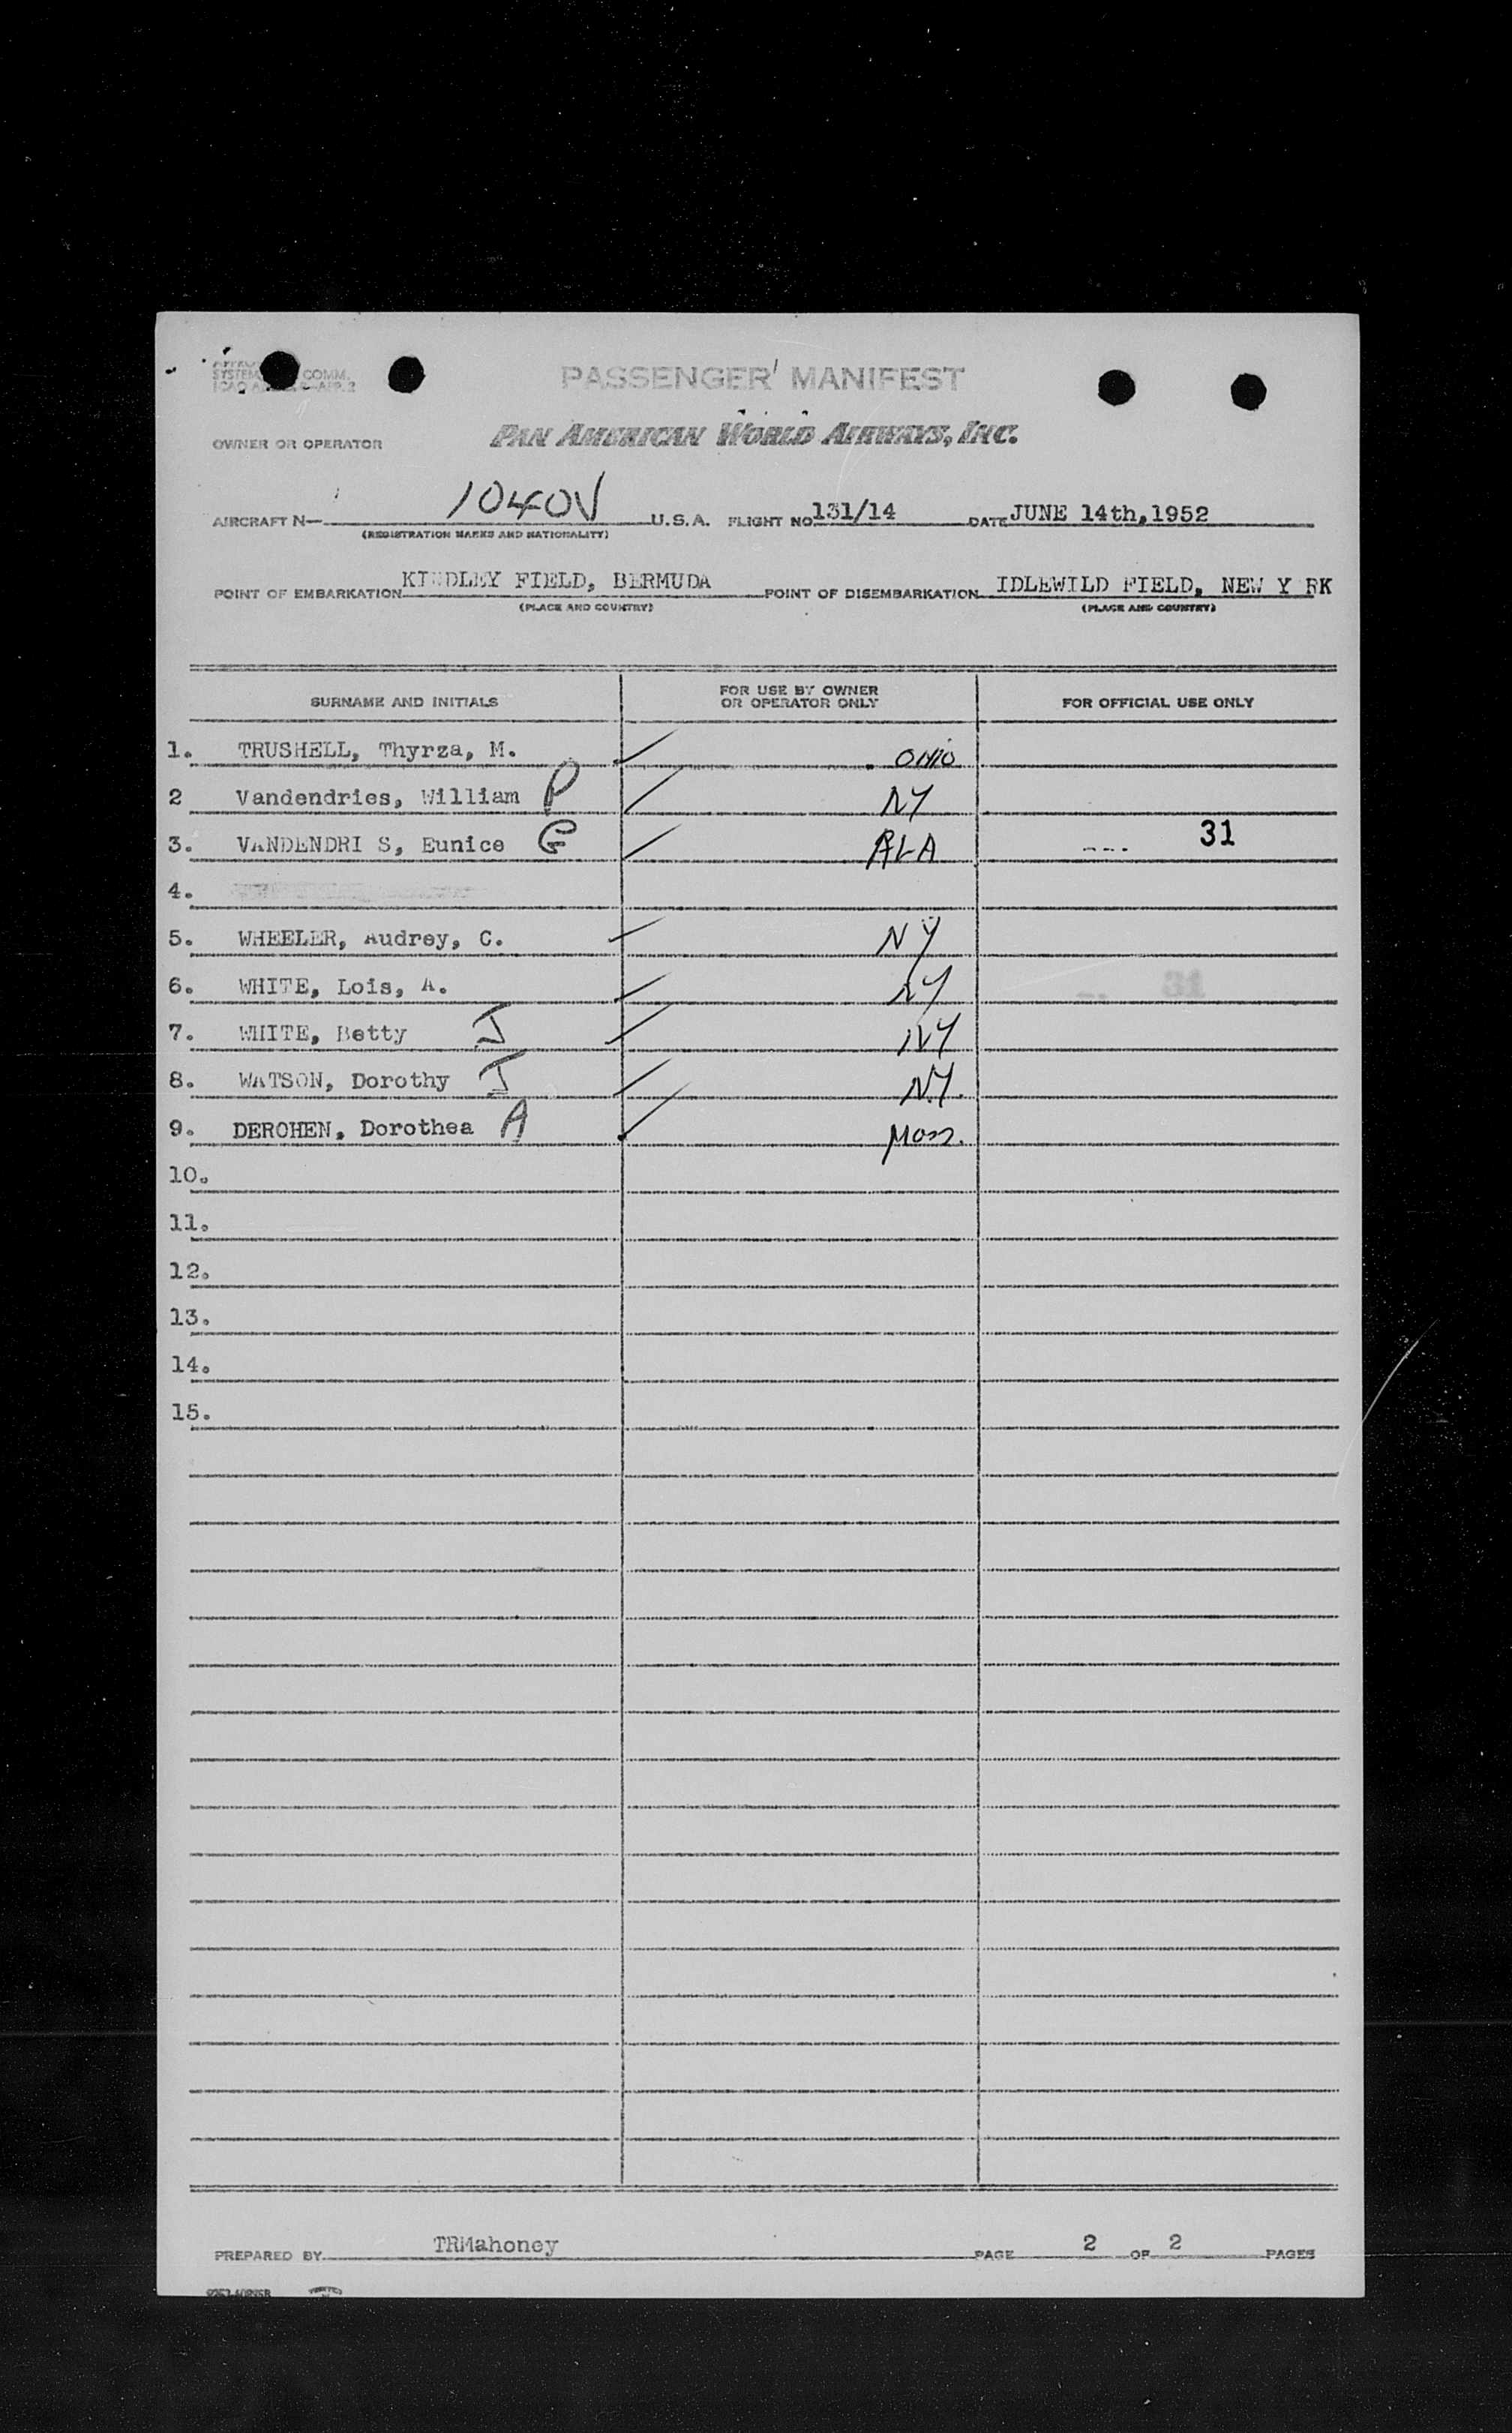 SYSTEM COMM.
PASSENGER MANIFEST
OWNER OR OPERATOR PAN AMERICAN WORLD AIRWAYS, INC.
AIRCRAFT N— 1040V U.S.A. FLIGHT NO 131/14 DATE JUNE 14th, 1952
(REGISTRATION MARKS AND NATIONALITY)
POINT OF EMBARKATION KINDLEY FIELD, BERMUDA POINT OF DISEMBARKATION IDLEWILD FIELD, NEW Y RK
(PLACE AND COUNTRY) (PLACE AND COUNTRY)
SURNAME AND INITIALS FOR USE BY OWNER OR OPERATOR ONLY FOR OFFICIAL USE ONLY
1. TRUSHELL, Thyrza, M. OHIO
2 Vandendries, William P NY
3. VANDENDRI S, Eunice G ALA 31
4.
5. WHEELER, Audrey, C. NY
6. WHITE, Lois, A. NY 31
7. WHITE, Betty J NY
8. WATSON, Dorothy J N.Y.
9. DEROHEN, Dorothea A Mass.
10.
11.
12.
13.
14.
15.
PREPARED BY TRMahoney PAGE 2 OF 2 PAGES